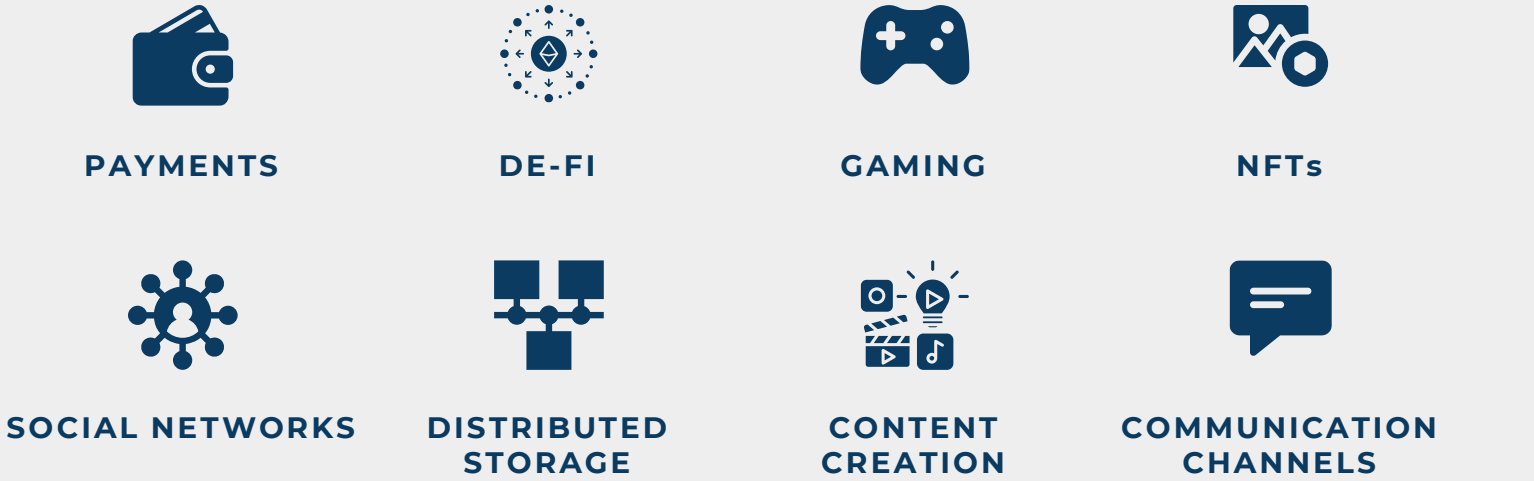 PAYMENTS
DE-FI
GAMING
NFTs
SOCIAL NETWORKS
DISTRIBUTED
STORAGE
CONTENT
CREATION
COMMUNICATION
CHANNELS